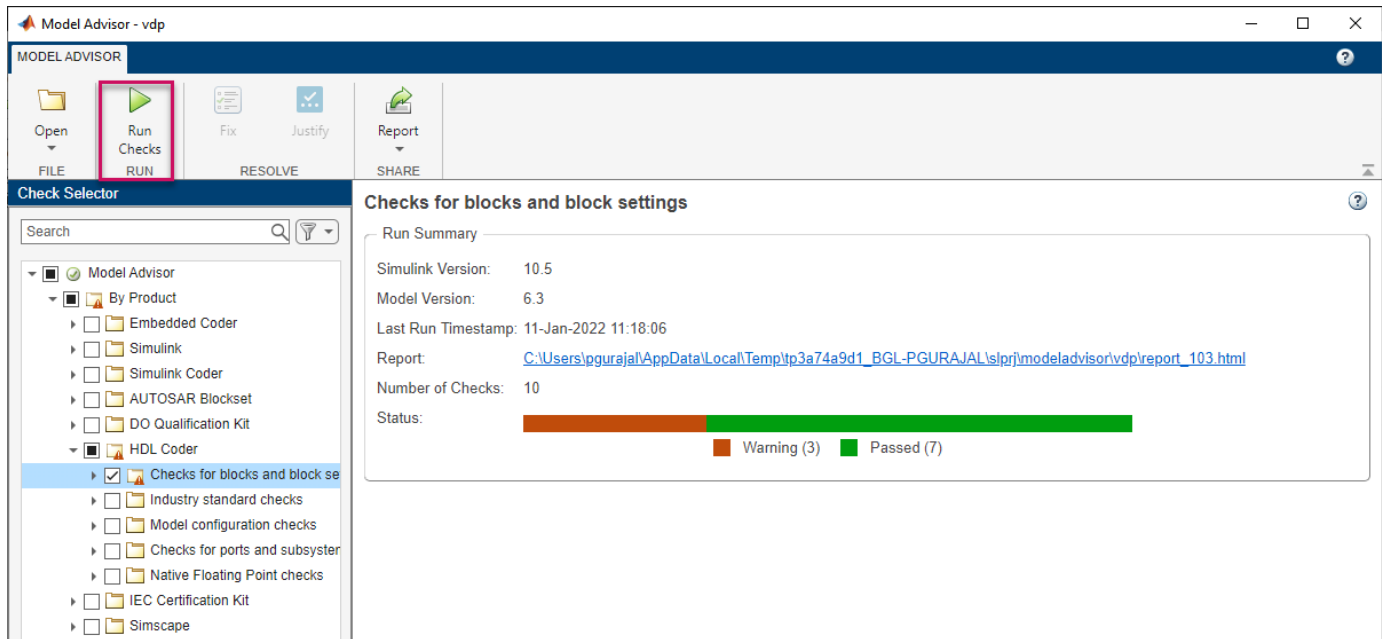 Model Advisor - vdp
MODEL ADVISOR
Open
Run
Checks
Fix
Justify
Report
FILE
RUN
RESOLVE
SHARE
Check Selector
Search
Model Advisor
By Product
Embedded Coder
Simulink
Simulink Coder
AUTOSAR Blockset
DO Qualification Kit
HDL Coder
Checks for blocks and block se
Industry standard checks
Model configuration checks
Checks for ports and subsyster
Native Floating Point checks
IEC Certification Kit
Simscape
Checks for blocks and block settings
Run Summary
Simulink Version: 10.5
Model Version: 6.3
Last Run Timestamp: 11-Jan-2022 11:18:06
Report: C:\Users\pgurajal\AppData\Local\Temp\tp3a74a9d1_BGL-PGURAJAL\slprj\modeladvisor\vdp\report_103.html
Number of Checks: 10
Status:
Warning (3) Passed (7)